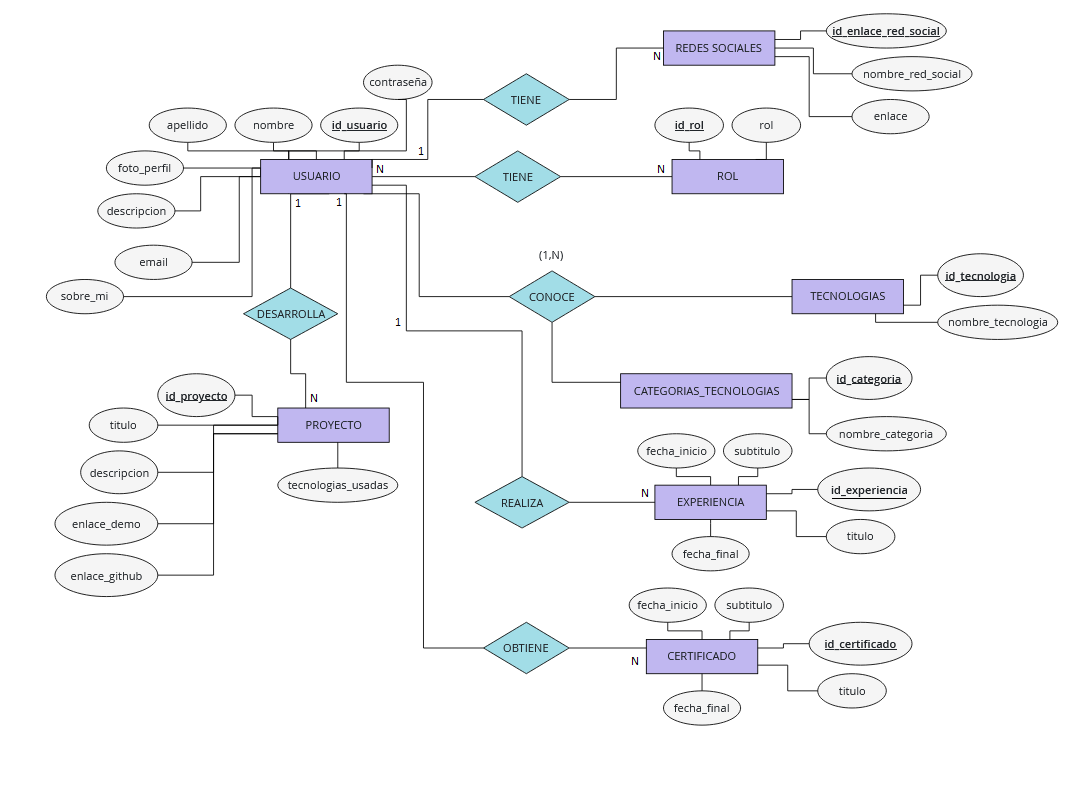 id_enlace_red_social
REDES SOCIALES
N
nombre_red_social
contraseña
TIENE
enlace
apellido
nombre
id_usuario
id_rol
rol
1
foto_perfil
USUARIO
N
TIENE
N
ROL
descripcion
1
1
email
(1,N)
sobre_mi
CONOCE
TECNOLOGIAS
id_tecnologia
nombre_tecnologia
DESARROLLA
1
id_proyecto
N
CATEGORIAS_TECNOLOGIAS
id_categoria
titulo
PROYECTO
nombre_categoria
descripcion
tecnologias_usadas
fecha_inicio
subtitulo
enlace_demo
REALIZA
N
EXPERIENCIA
id_experiencia
titulo
enlace_github
fecha_final
fecha_inicio
subtitulo
OBTIENE
N
CERTIFICADO
id_certificado
titulo
fecha_final